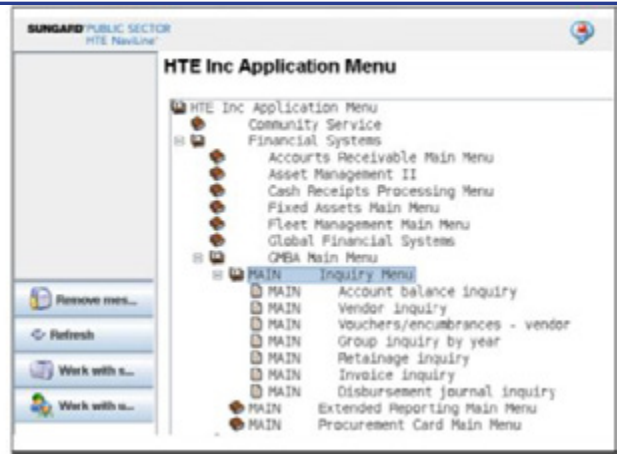 SUNGARD PUBLIC SECTOR
HTE NaviLine
HTE Inc Application Menu
HTE Inc Application Menu
Community Service
Financial Systems
Accounts Receivable Main Menu
Asset Management II
Cash Receipts Processing Menu
Fixed Assets Main Menu
Fleet Management Main Menu
Global Financial Systems
GMBA Main Menu
MAIN Inquiry Menu
MAIN Account balance inquiry
MAIN Vendor inquiry
MAIN Vouchers/encumbrances - vendor
MAIN Group inquiry by year
MAIN Retainage inquiry
MAIN Invoice inquiry
MAIN Disbursement journal inquiry
MAIN Extended Reporting Main Menu
MAIN Procurement Card Main Menu
Remove mes...
Refresh
Work with s...
Work with u...